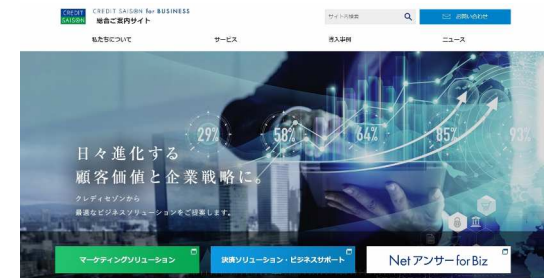 CREDIT
SAISON
CREDIT SAISON for BUSINESS
総合ご案内サイト
サイト内検索
お問い合わせ
私たちについて
サービス
導入事例
ニュース
29%
58%
64%
85%
93%
日々進化する
顧客価値と企業戦略に。
クレディセゾンから
最適なビジネスソリューションをご提案します。
マーケティングソリューション
決済ソリューション・ビジネスサポート
Net アンサー for Biz